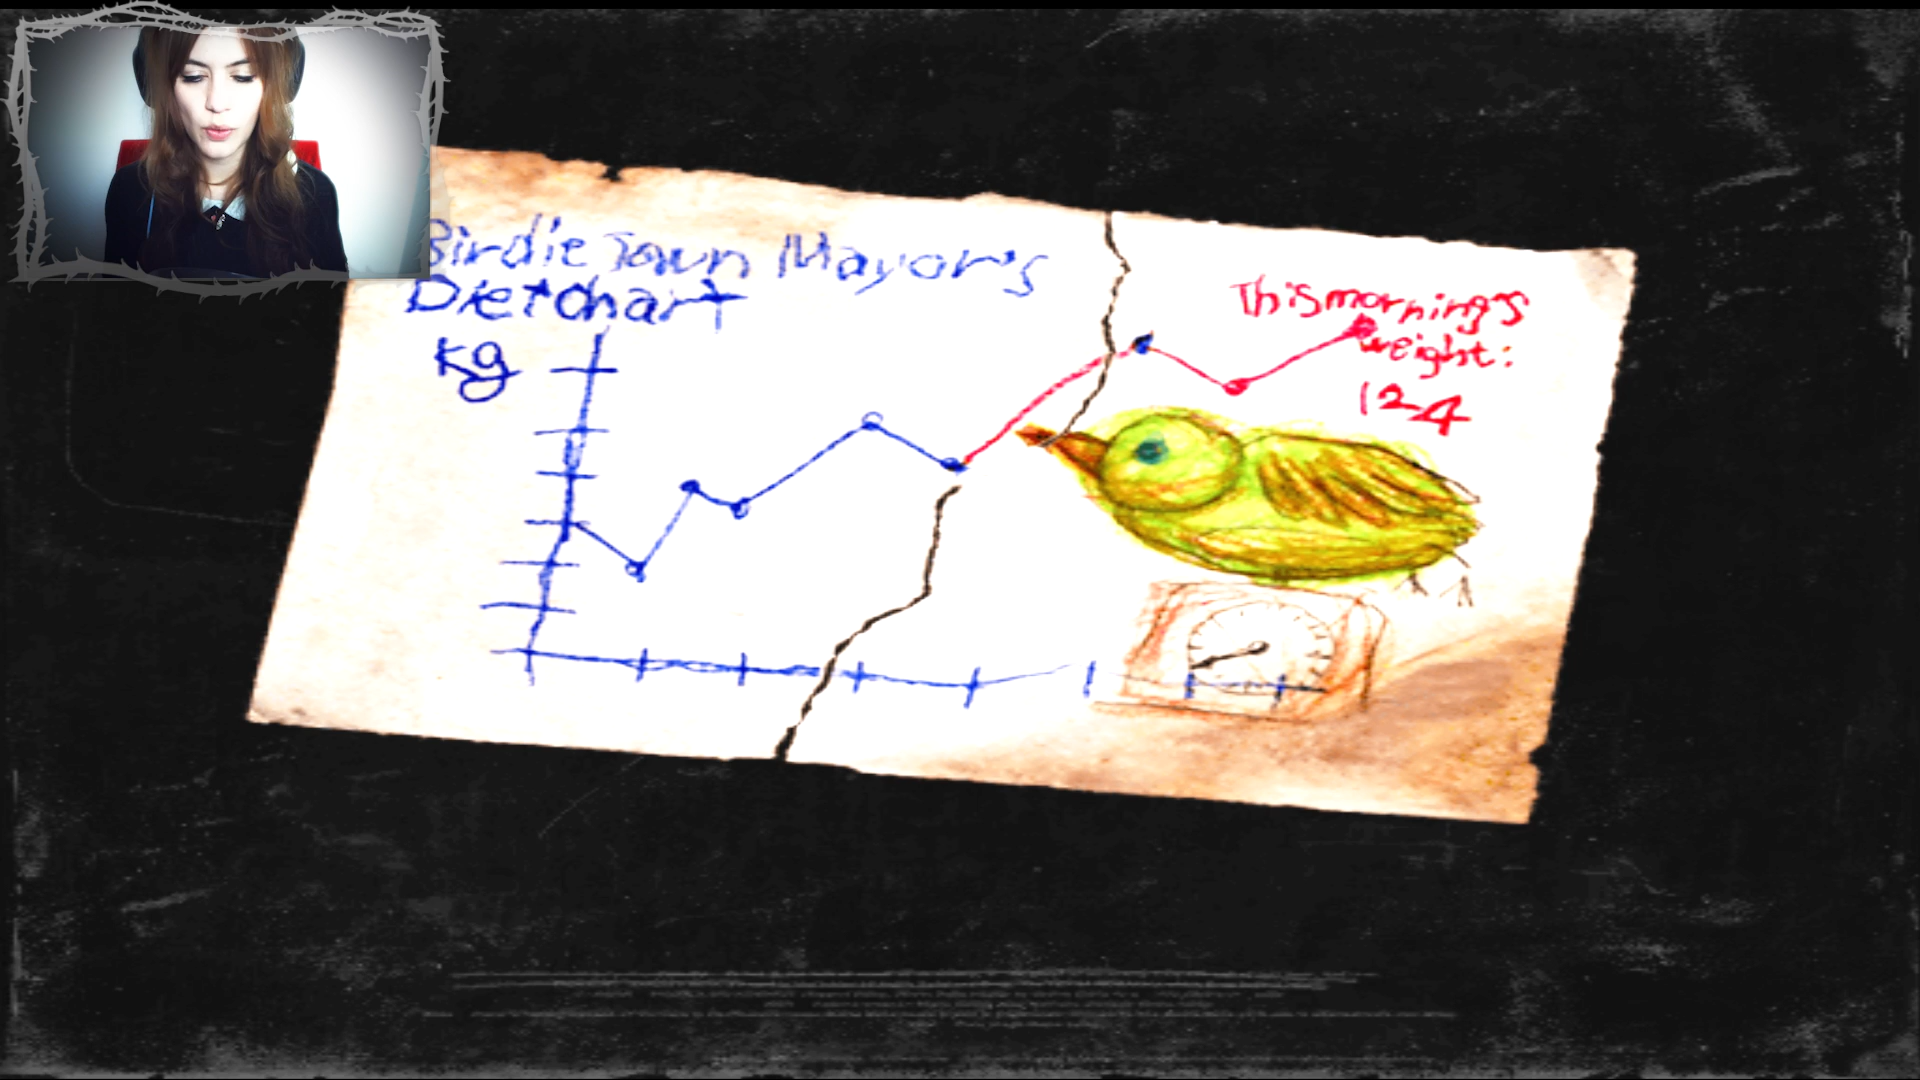 Birdie Town Mayor's
Diet chart
kg
This morning's
weight:
124